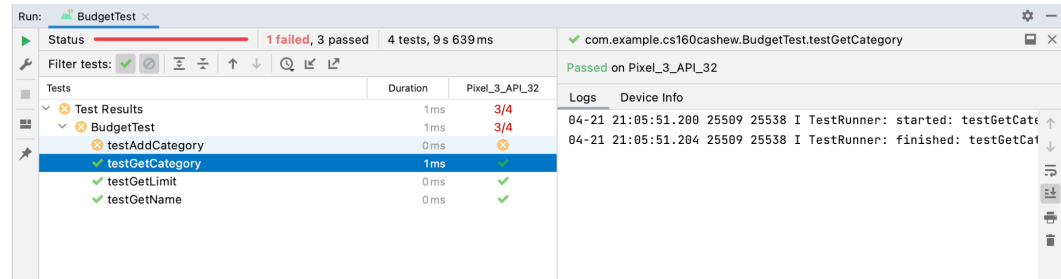 Run: BudgetTest
Status 1 failed, 3 passed 4 tests, 9 s 639 ms
com.example.cs160cashew.BudgetTest.testGetCategory
Filter tests:
Passed on Pixel_3_API_32
Tests Duration Pixel_3_API_32
Logs Device Info
Test Results 1 ms 3/4
BudgetTest 1 ms 3/4
testAddCategory 0 ms
testGetCategory 1 ms
testGetLimit 0 ms
testGetName 0 ms
04-21 21:05:51.200 25509 25538 I TestRunner: started: testGetCate
04-21 21:05:51.204 25509 25538 I TestRunner: finished: testGetCat